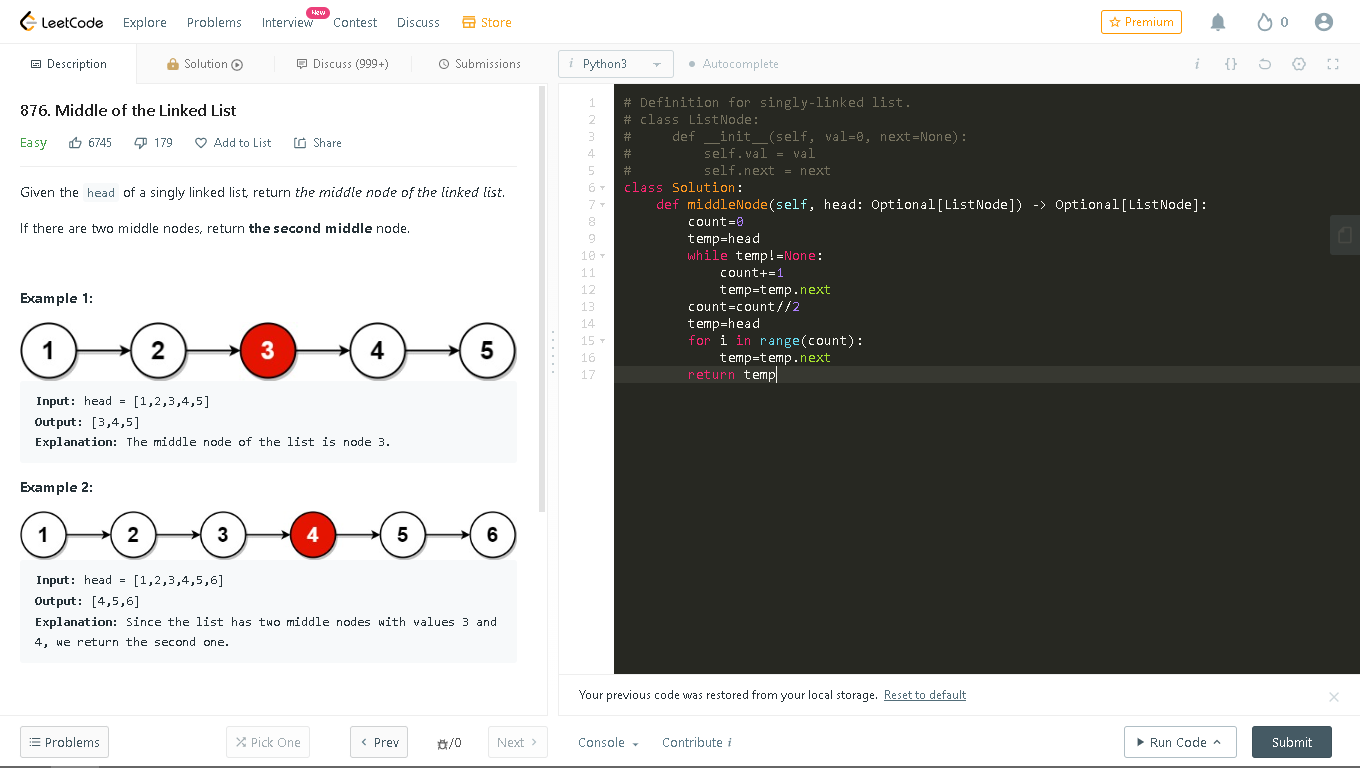 LeetCode Explore Problems Interview New Contest Discuss Store Premium 0
Description Solution Discuss (999+) Submissions
i Python3 Autocomplete i {}
876. Middle of the Linked List
Easy 6745 179 Add to List Share
Given the head of a singly linked list, return the middle node of the linked list.
If there are two middle nodes, return the second middle node.
Example 1:
1 2 3 4 5
Input: head = [1,2,3,4,5]
Output: [3,4,5]
Explanation: The middle node of the list is node 3.
Example 2:
1 2 3 4 5 6
Input: head = [1,2,3,4,5,6]
Output: [4,5,6]
Explanation: Since the list has two middle nodes with values 3 and
4, we return the second one.
1 # Definition for singly-linked list.
2 # class ListNode:
3 #     def __init__(self, val=0, next=None):
4 #         self.val = val
5 #         self.next = next
6 class Solution:
7     def middleNode(self, head: Optional[ListNode]) -> Optional[ListNode]:
8         count=0
9         temp=head
10         while temp!=None:
11             count+=1
12             temp=temp.next
13         count=count//2
14         temp=head
15         for i in range(count):
16             temp=temp.next
17         return temp
Your previous code was restored from your local storage. Reset to default
Problems Pick One < Prev /0 Next > Console Contribute i Run Code Submit